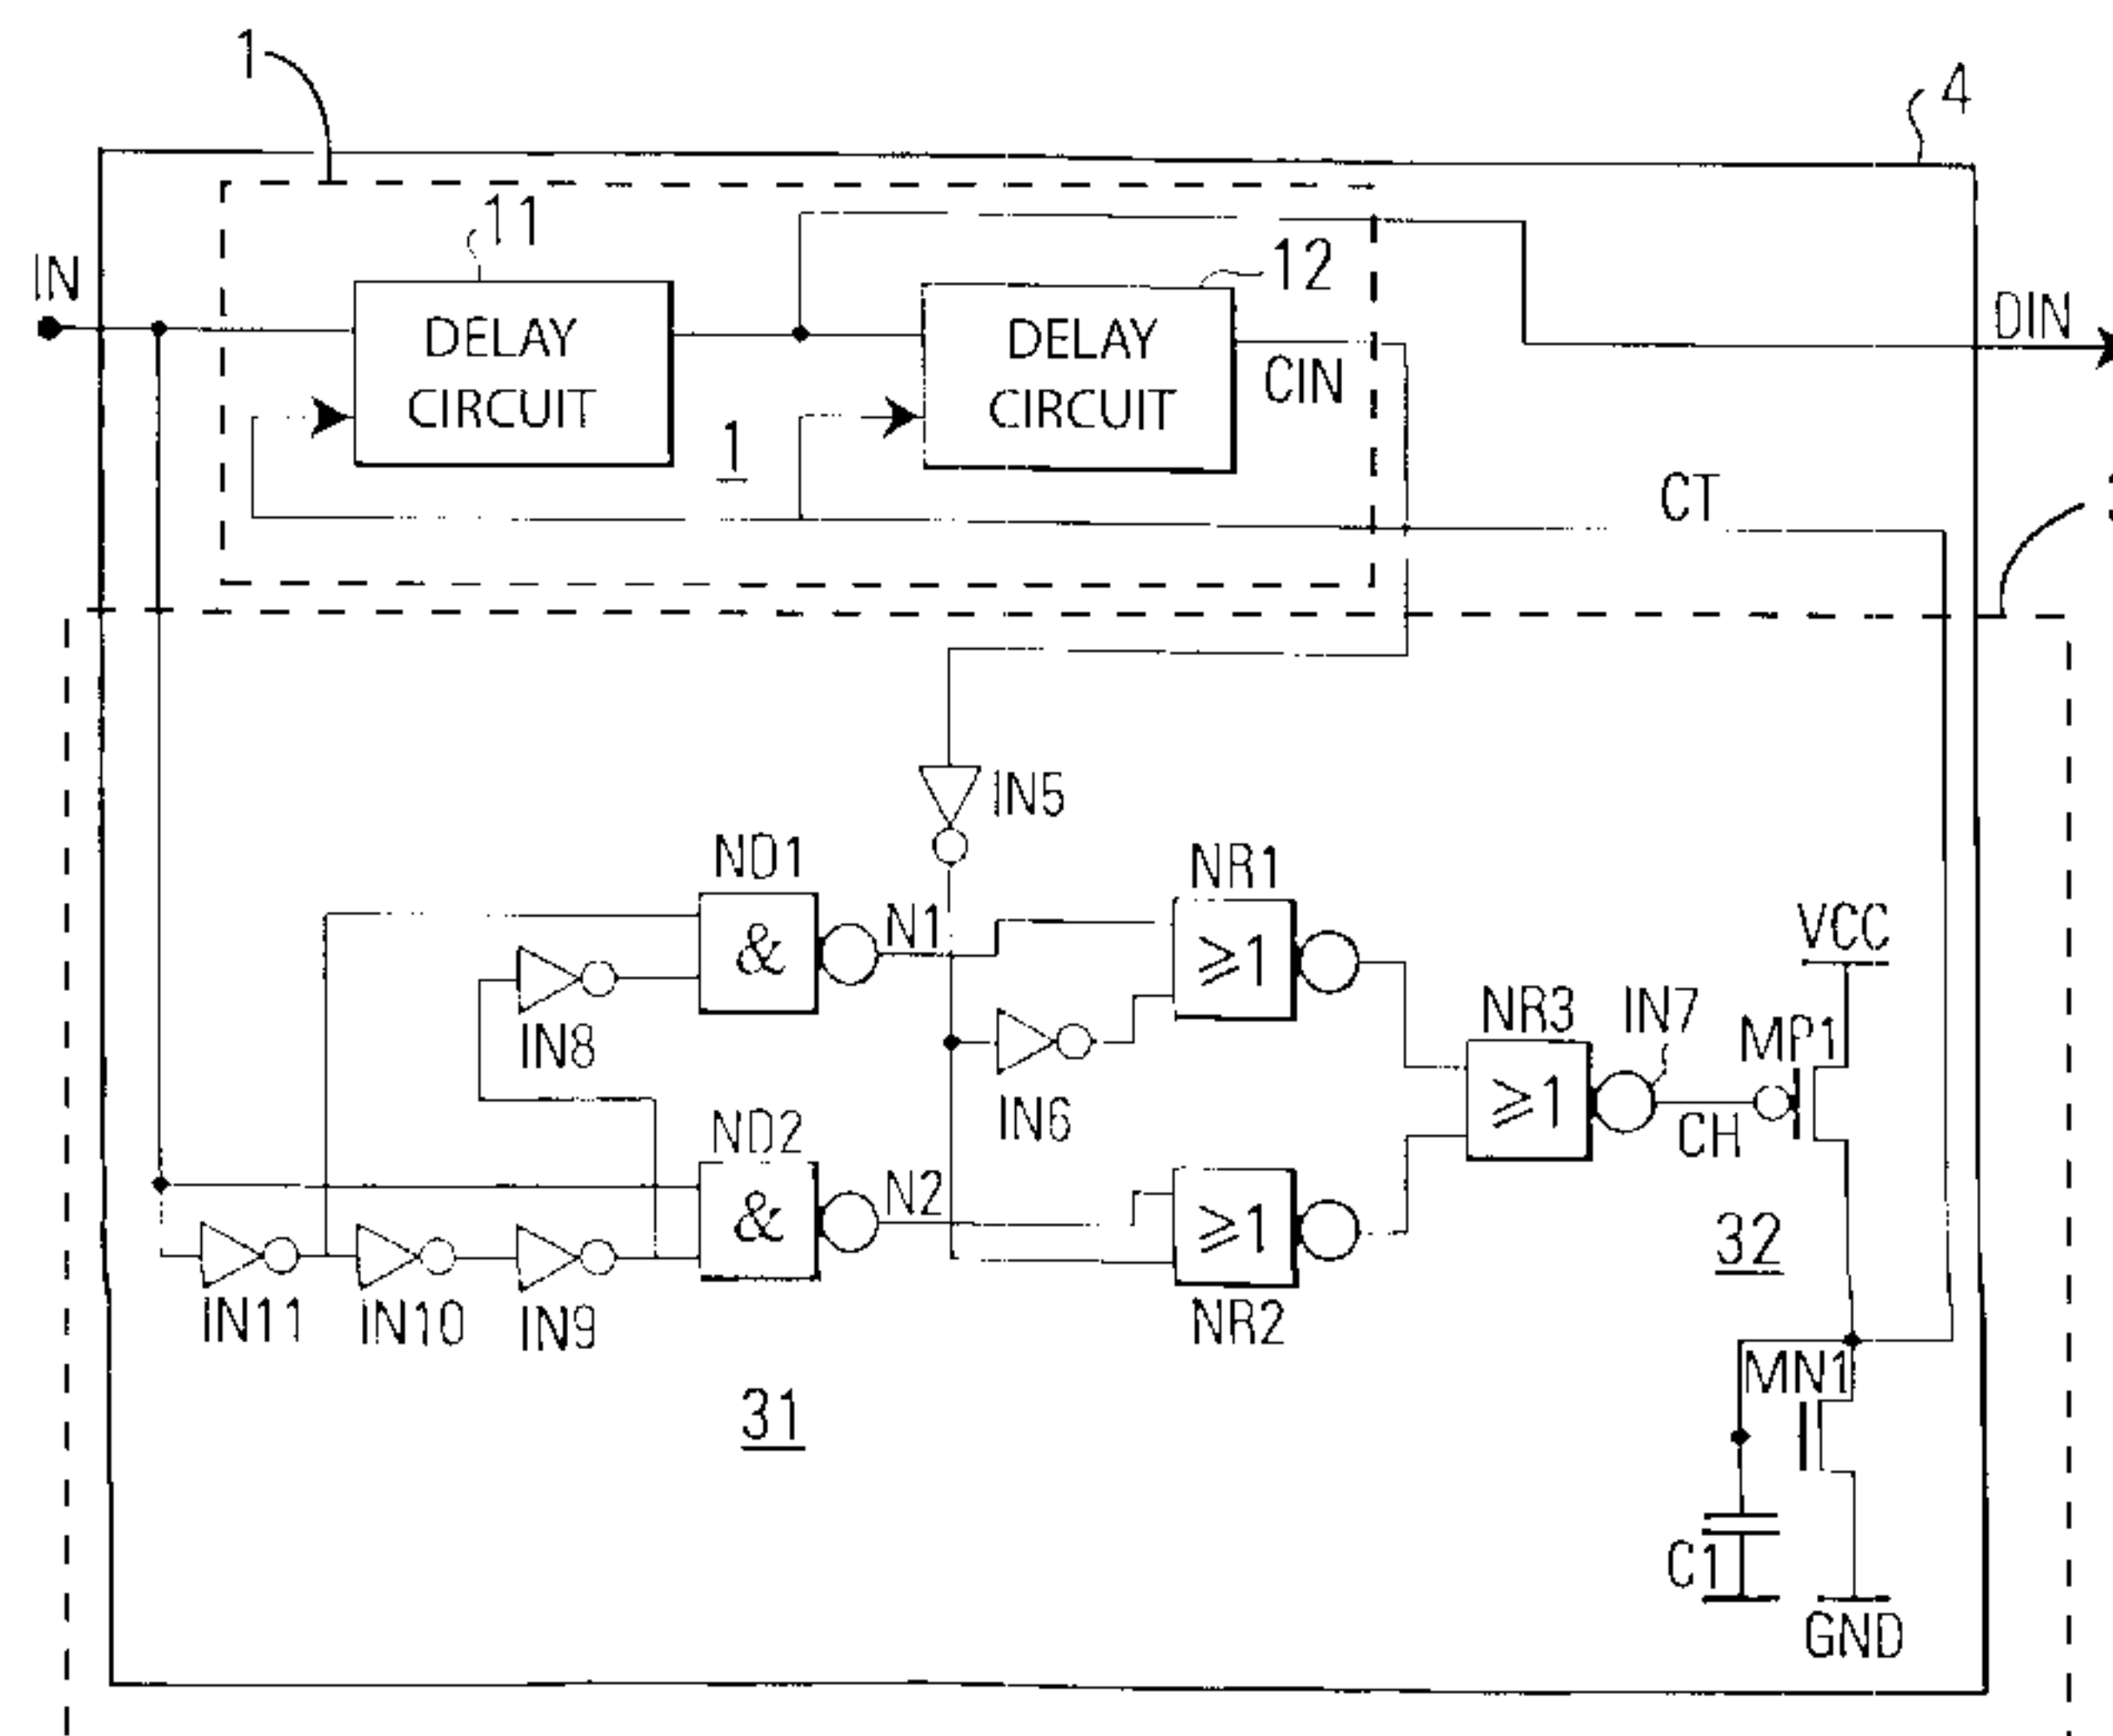 1
4
11
IN
DELAY
CIRCUIT
12
DELAY
CIRCUIT
CIN
DIN
1
CT
IN5
ND1
&
N1
NR1
≥1
VCC
IN8
IN6
NR3
≥1
IN7
MP1
CH
ND2
&
N2
≥1
NR2
32
IN11
IN10
IN9
MN1
31
C1
GND